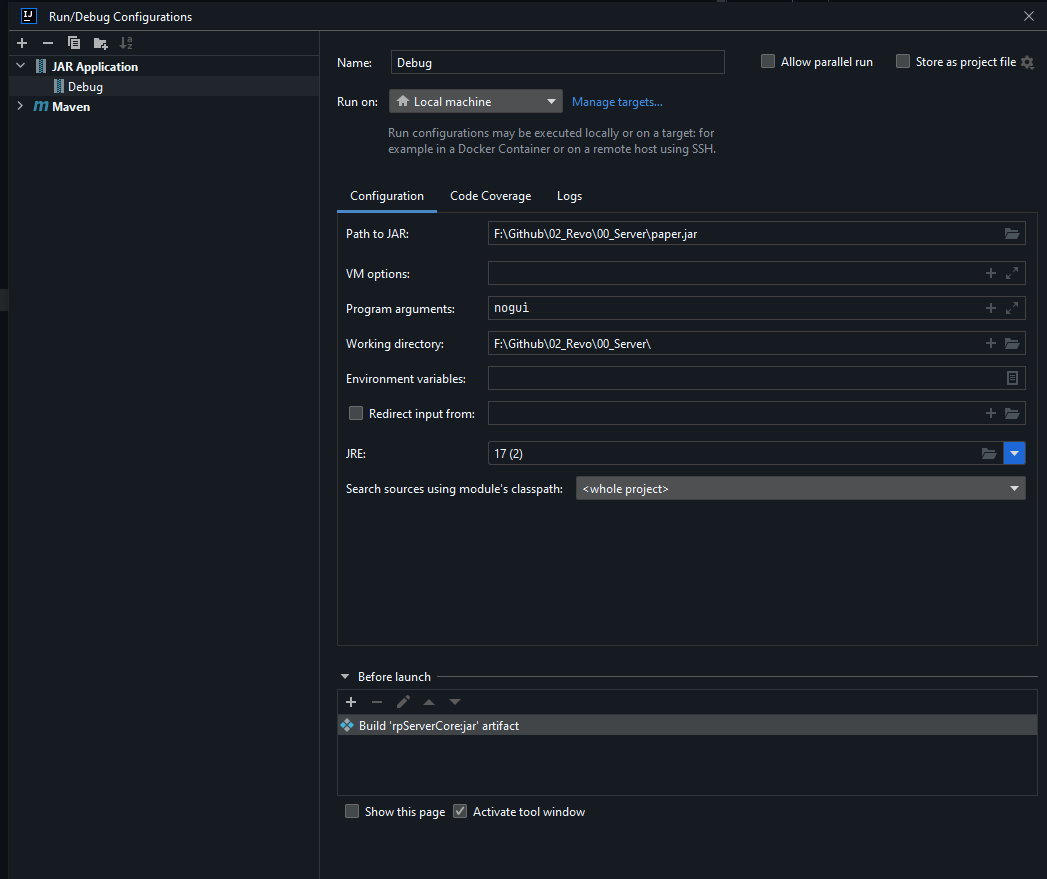 IJ
Run/Debug Configurations
JAR Application
Debug
m Maven
Name:
Debug
Allow parallel run
Store as project file
Run on:
Local machine
Manage targets...
Run configurations may be executed locally or on a target: for
example in a Docker Container or on a remote host using SSH.
Configuration
Code Coverage
Logs
Path to JAR:
F:\Github\02_Revo\00_Server\paper.jar
VM options:
Program arguments:
nogui
Working directory:
F:\Github\02_Revo\00_Server\
Environment variables:
Redirect input from:
JRE:
17 (2)
Search sources using module's classpath:
<whole project>
Before launch
Build 'rpServerCore:jar' artifact
Show this page
Activate tool window